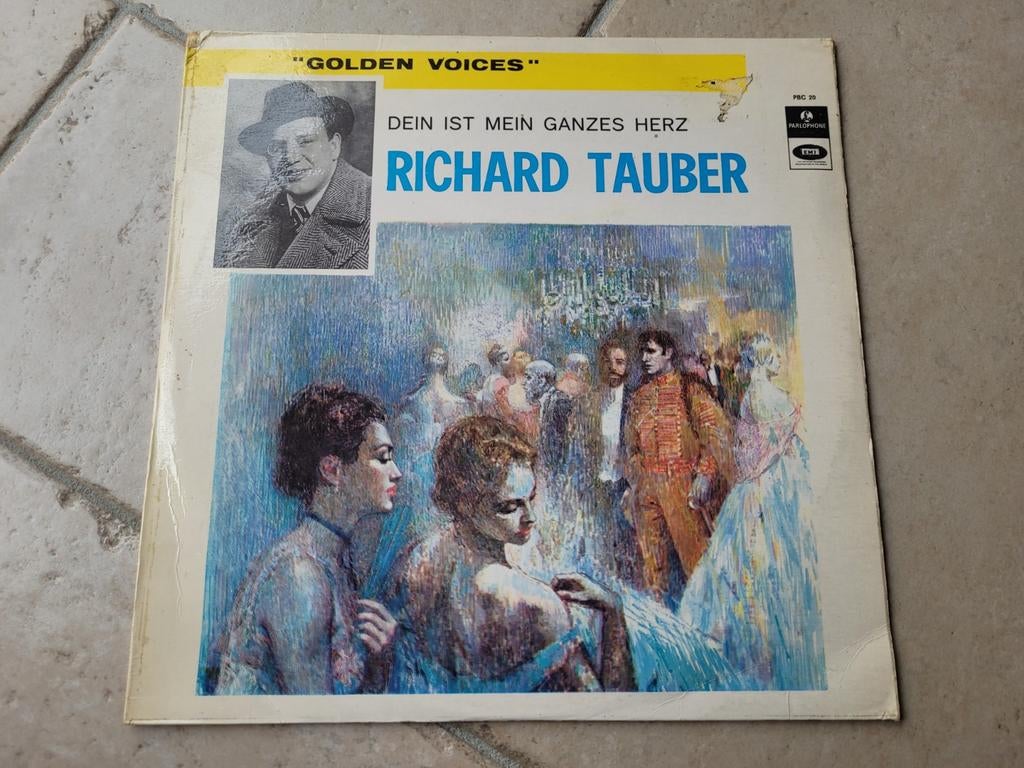 "GOLDEN VOICES"
DEIN IST MEIN GANZES HERZ
RICHARD TAUBER
PBC 20
PARLOPHONE
EMI